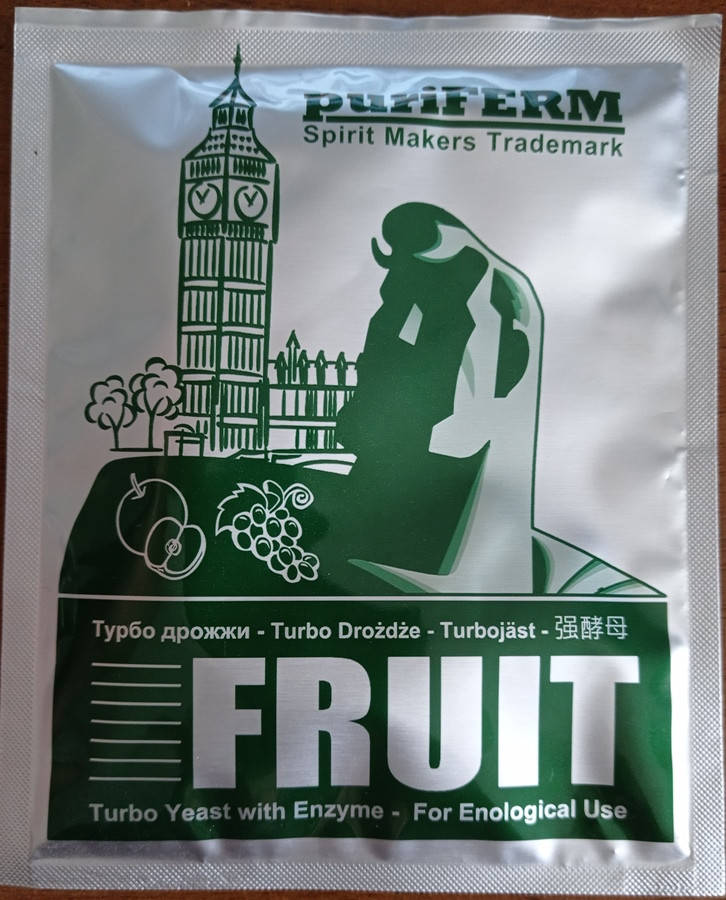 puriFERM
Spirit Makers Trademark
Турбо дрожжи - Turbo Drożdże - Turbojäst - 强酵母
FRUIT
Turbo Yeast with Enzyme - For Enological Use